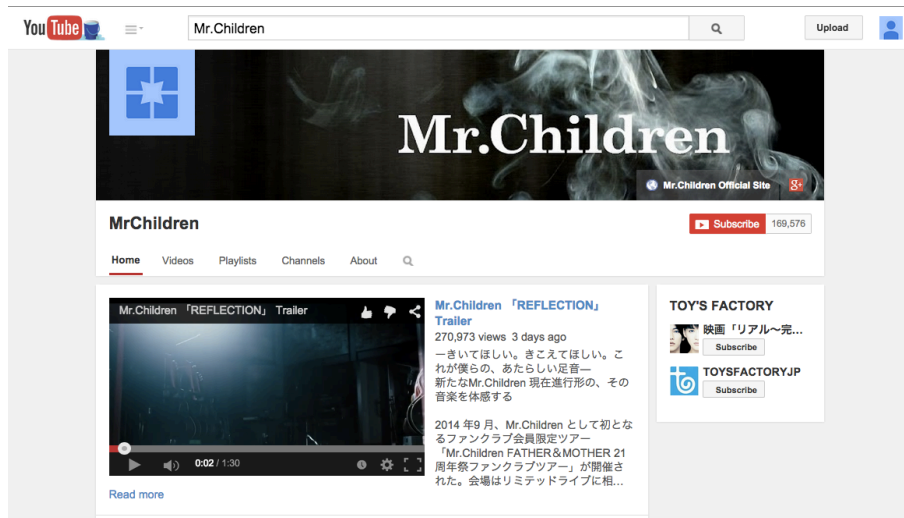 You Tube
Mr.Children
Upload
Mr.Children
Mr.Children Official Site
g+
MrChildren
Subscribe 169,576
Home Videos Playlists Channels About
Mr.Children 「REFLECTION」 Trailer
0:02 / 1:30
Read more
Mr.Children 「REFLECTION」
Trailer
270,973 views 3 days ago
―きいてほしい。きこえてほしい。こ
れが僕らの、あたらしい足音―
新たなMr.Children 現在進行形の、その
音楽を体感する
2014 年9 月、Mr.Children として初とな
るファンクラブ会員限定ツアー
「Mr.Children FATHER＆MOTHER 21
周年祭ファンクラブツアー」が開催さ
れた。会場はリミテッドライブに相...
TOY'S FACTORY
映画「リアル〜完...
Subscribe
TOYSFACTORYJP
Subscribe